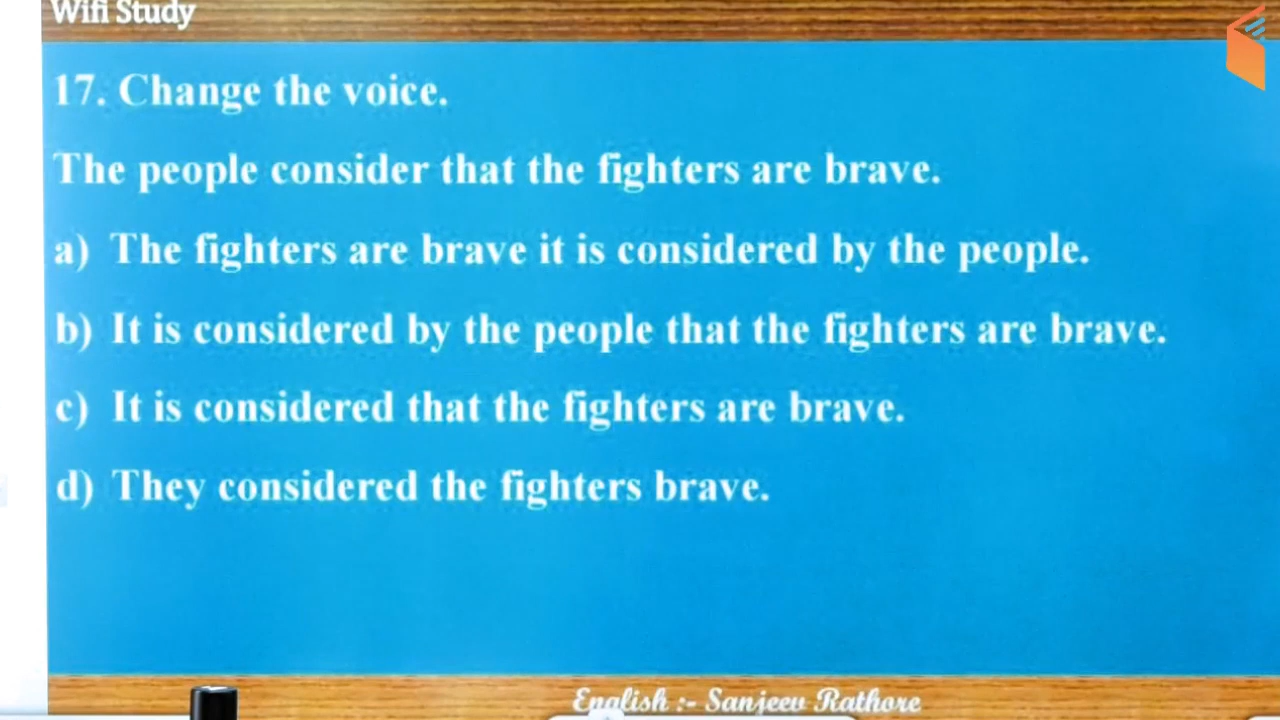 Wifi Study
17. Change the voice.
The people consider that the fighters are brave.
a) The fighters are brave it is considered by the people.
b) It is considered by the people that the fighters are brave.
c) It is considered that the fighters are brave.
d) They considered the fighters brave.
English :- Sanjeev Rathore